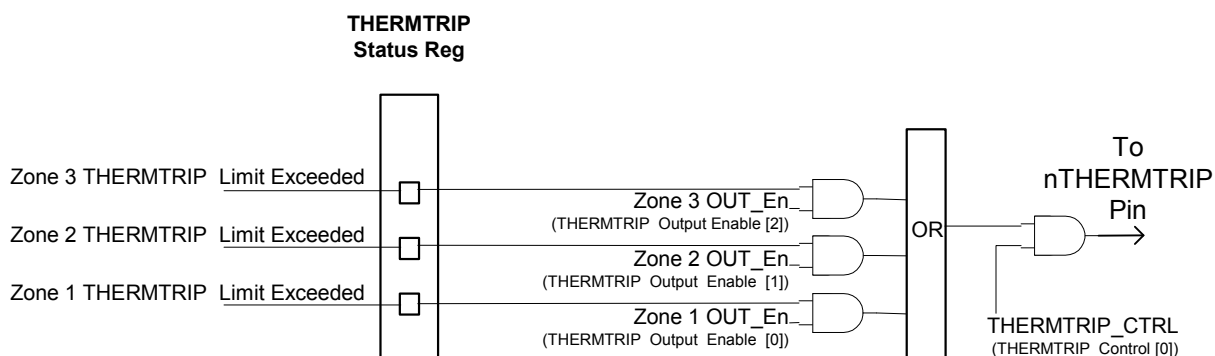 THERMTRIP
Status Reg
Zone 3 THERMTRIP Limit Exceeded
Zone 3 OUT_En
(THERMTRIP Output Enable [2])
Zone 2 THERMTRIP Limit Exceeded
Zone 2 OUT_En
(THERMTRIP Output Enable [1])
Zone 1 THERMTRIP Limit Exceeded
Zone 1 OUT_En
(THERMTRIP Output Enable [0])
OR
To
nTHERMTRIP
Pin
THERMTRIP_CTRL
(THERMTRIP Control [0])